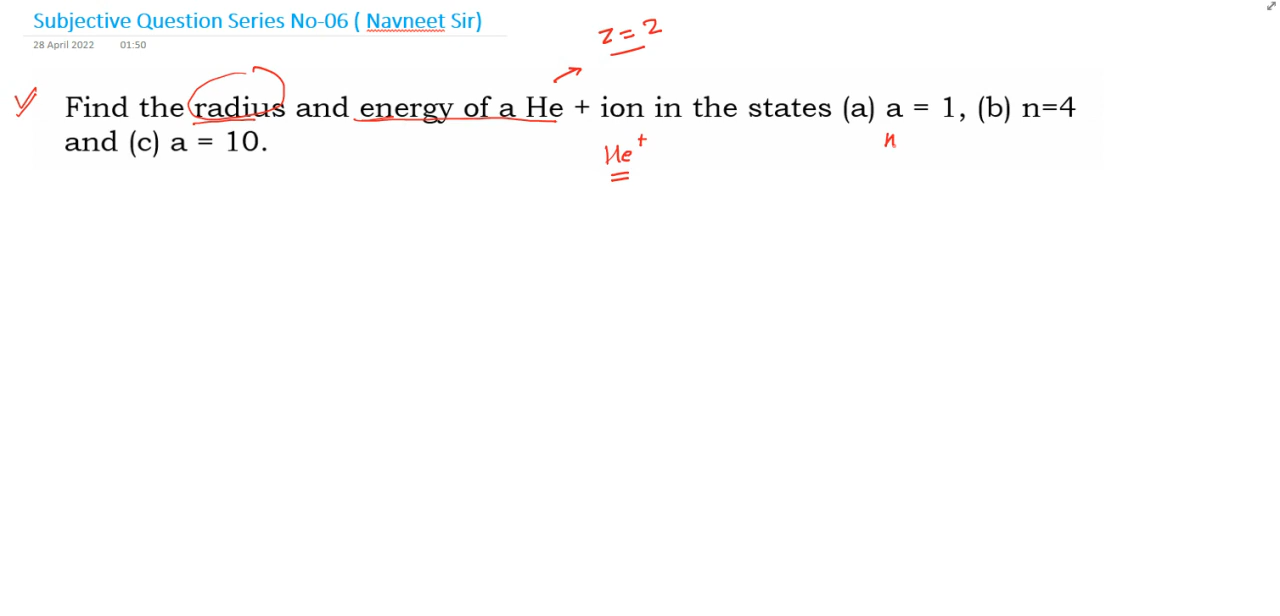 Subjective Question Series No-06 ( Navneet Sir)
28 April 2022 01:50
z = 2
Find the radius and energy of a He + ion in the states (a) a = 1, (b) n=4
and (c) a = 10.
He+
n